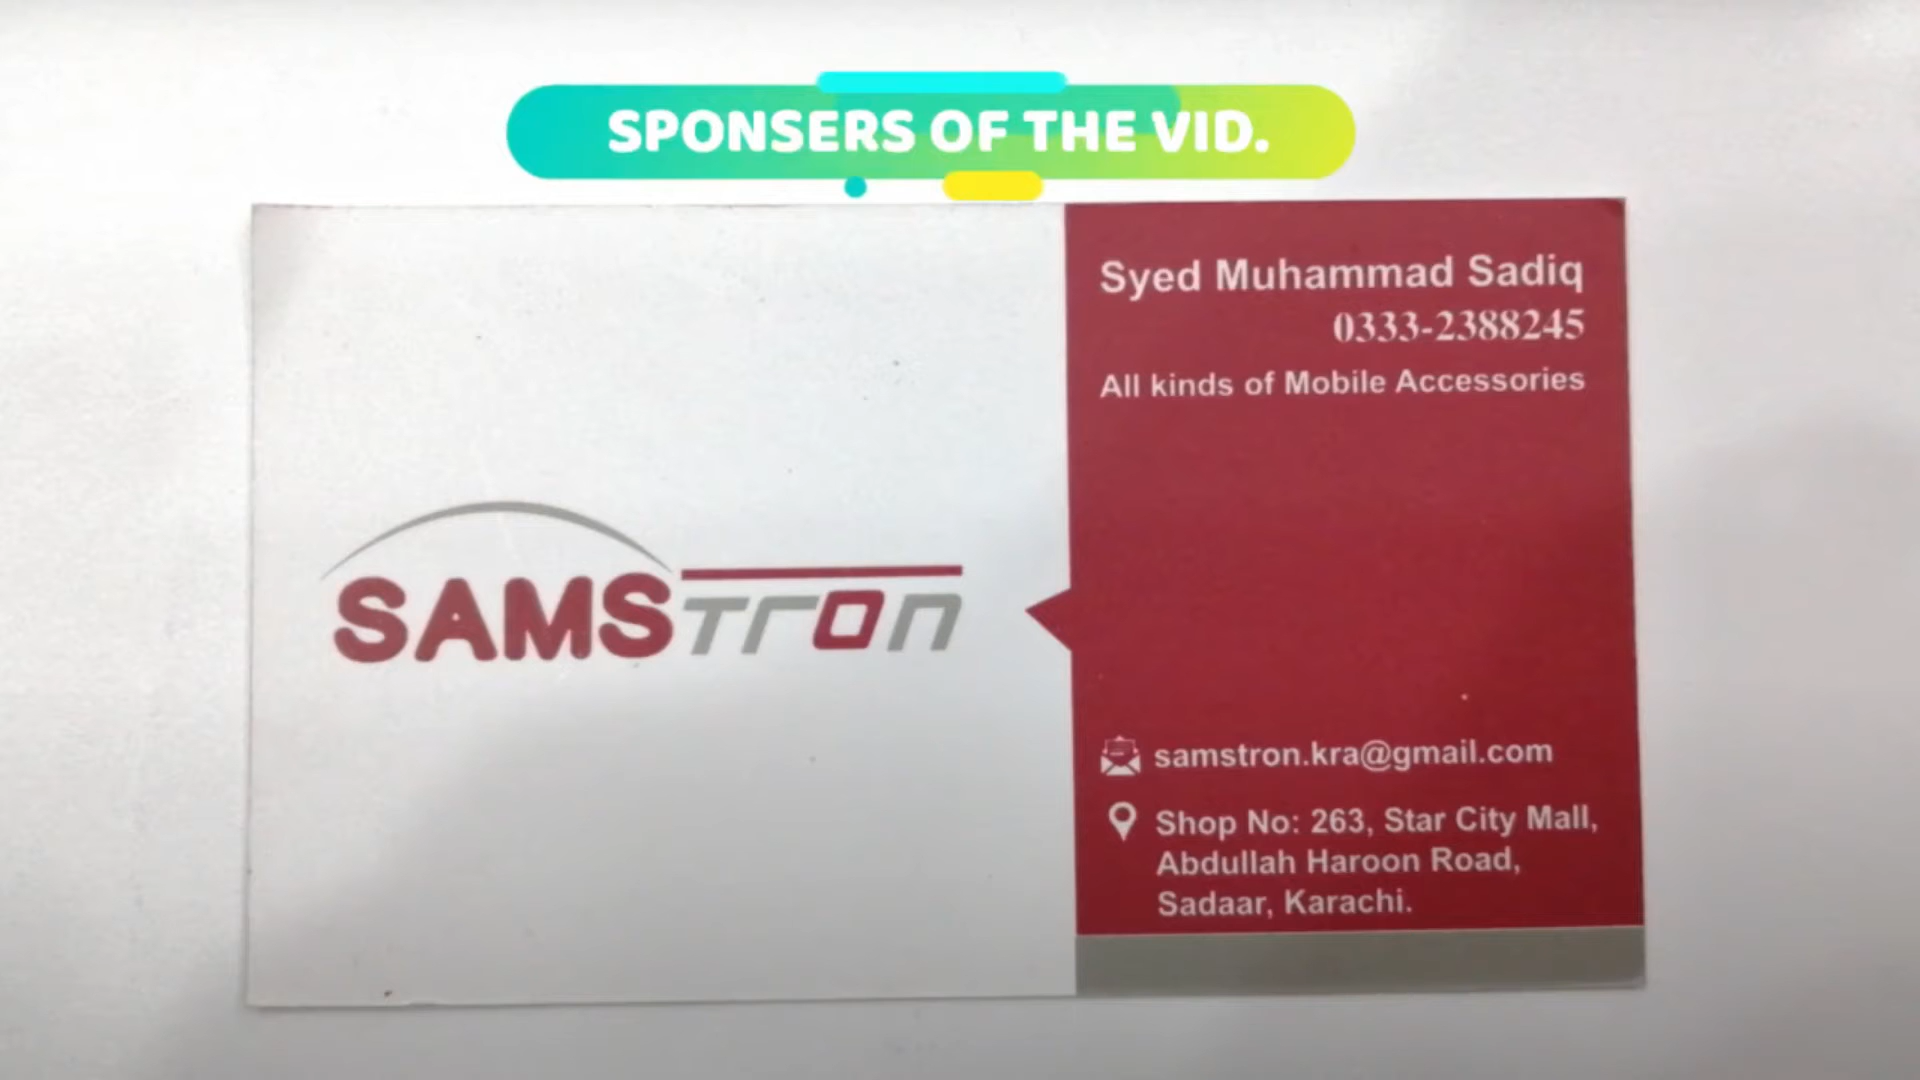 SPONSERS OF THE VID.
SAMSTron
Syed Muhammad Sadiq
0333-2388245
All kinds of Mobile Accessories
samstron.kra@gmail.com
Shop No: 263, Star City Mall,
Abdullah Haroon Road,
Sadaar, Karachi.